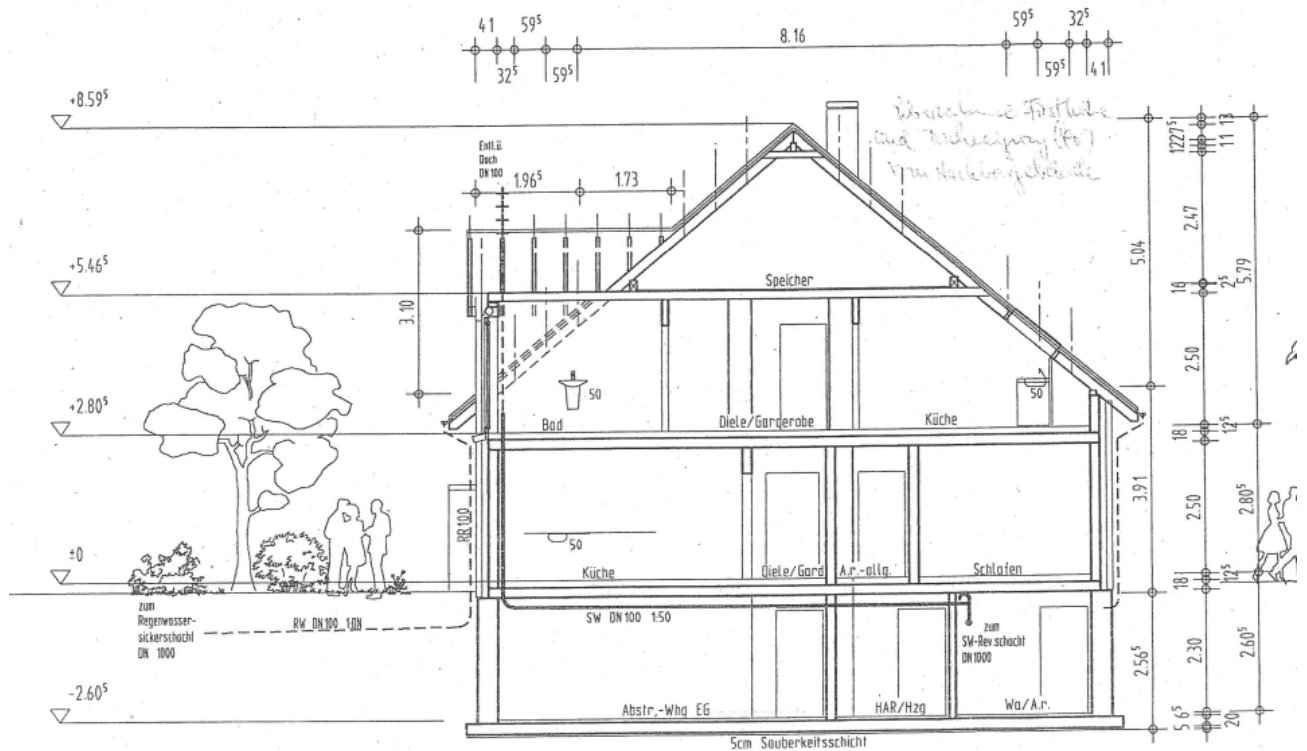 41 59⁵ 8.16 59⁵ 32⁵
32⁵ 59⁵ 59⁵ 41
+8.59⁵
Entl.ü.
Dach
DN 100
1.96⁵ 1.73
und
vom
+5.46⁵
3.10
Speicher
+2.80⁵
50
50
Bad Diele/Garderobe Küche
±0
RR 100
50
Küche Diele/Gard A.r.-allg. Schlafen
zum
Regenwasser-
sickerschacht
DN 1000
RW DN 100 1:DN
SW DN 100 1:50
zum
SW-Rev.schacht
DN 1000
-2.60⁵
Abstr.-Whg EG HAR/Hzg Wa/A.r.
5cm Sauberkeitsschicht
5.04
3.91
2.56⁵
13
27⁵
11
12
2.47
2⁵
16
2.50
12⁵
18
2.50
12⁵
18
2.30
6⁵
5
20
5.79
2.80⁵
2.60⁵